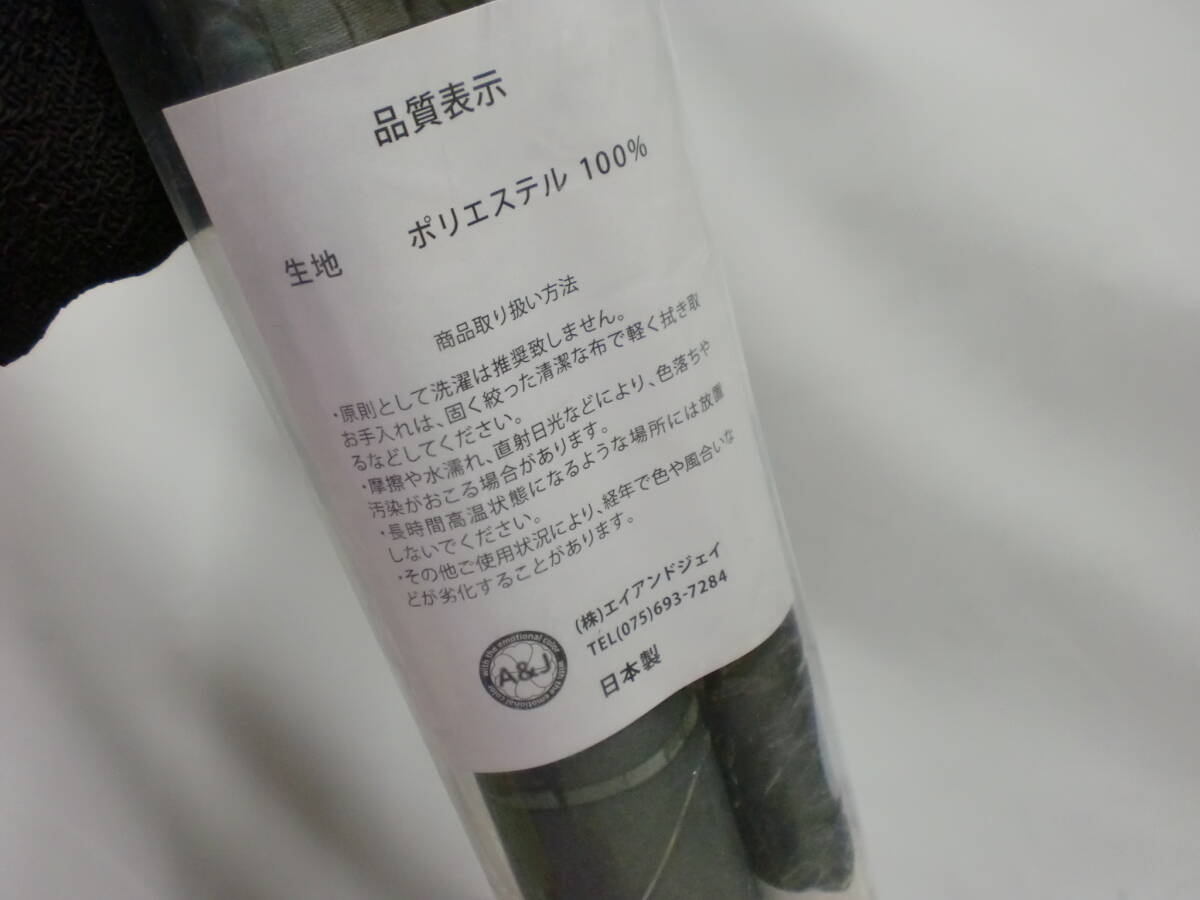 品質表示
生地 ポリエステル 100%
商品取り扱い方法
・原則として洗濯は推奨致しません。
お手入れは、固く絞った清潔な布で軽く拭き取
るなどしてください。
・摩擦や水濡れ、直射日光などにより、色落ちや
汚染がおこる場合があります。
・長時間高温状態になるような場所には放置
しないでください。
・その他ご使用状況により、経年で色や風合いな
どが劣化することがあります。
(株)エイアンドジェイ
TEL(075)693-7284
日本製
with the emotional color
A&J
with the emotional color